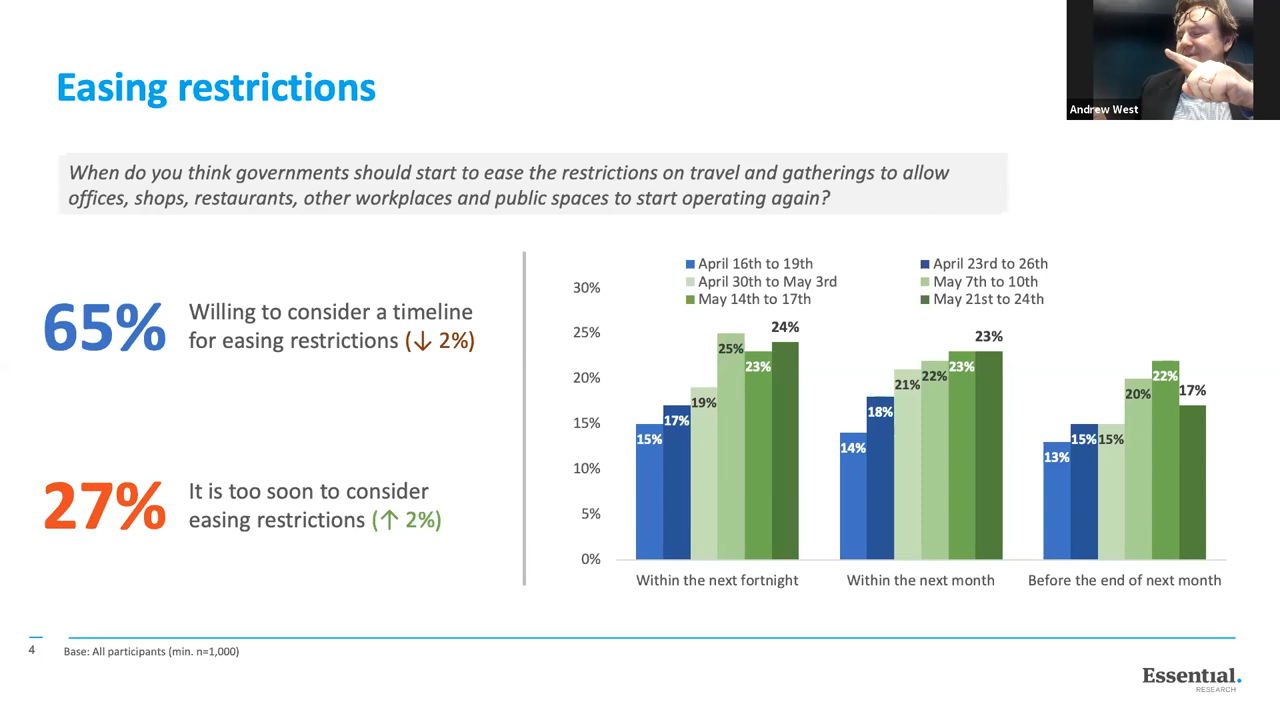 Easing restrictions
Andrew West
When do you think governments should start to ease the restrictions on travel and gatherings to allow
offices, shops, restaurants, other workplaces and public spaces to start operating again?
65%
Willing to consider a timeline
for easing restrictions (↓ 2%)
27%
It is too soon to consider
easing restrictions (↑ 2%)
April 16th to 19th April 23rd to 26th
April 30th to May 3rd May 7th to 10th
May 14th to 17th May 21st to 24th
30%
25%
20%
15%
10%
5%
0%
15% 17% 19% 25% 23% 24%
14% 18% 21% 22% 23% 23%
13% 15% 15% 20% 22% 17%
Within the next fortnight Within the next month Before the end of next month
4 Base: All participants (min. n=1,000)
Essential.
RESEARCH